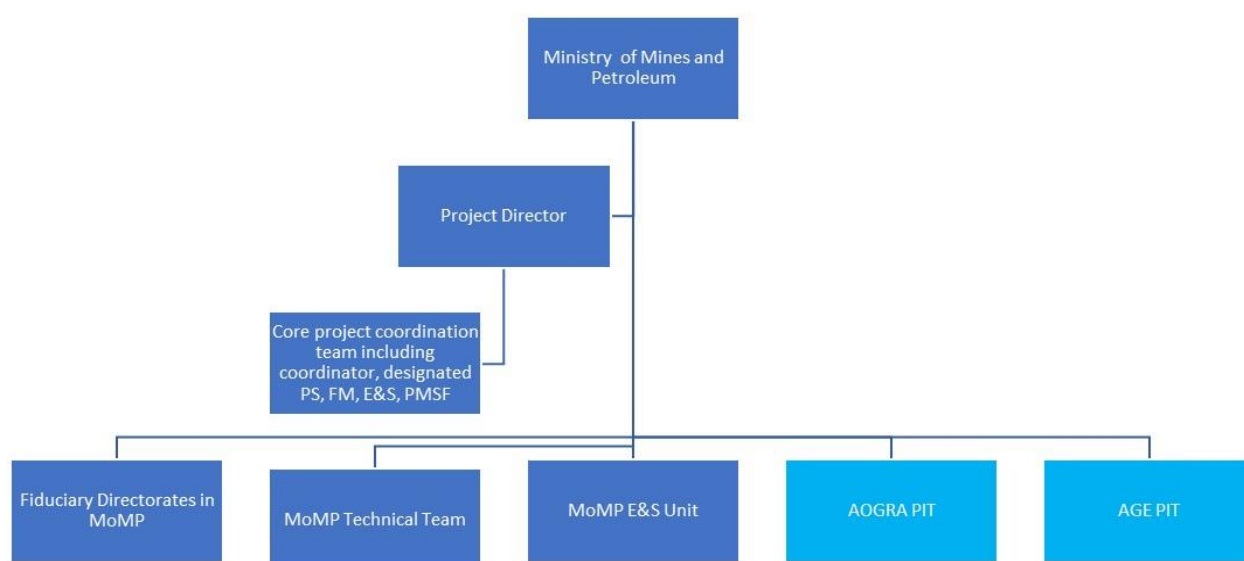 Ministry of Mines and
Petroleum
Project Director
Core project coordination
team including
coordinator, designated
PS, FM, E&S, PMSF
Fiduciary Directorates in
MoMP
MoMP Technical Team
MoMP E&S Unit
AOGRA PIT
AGE PIT